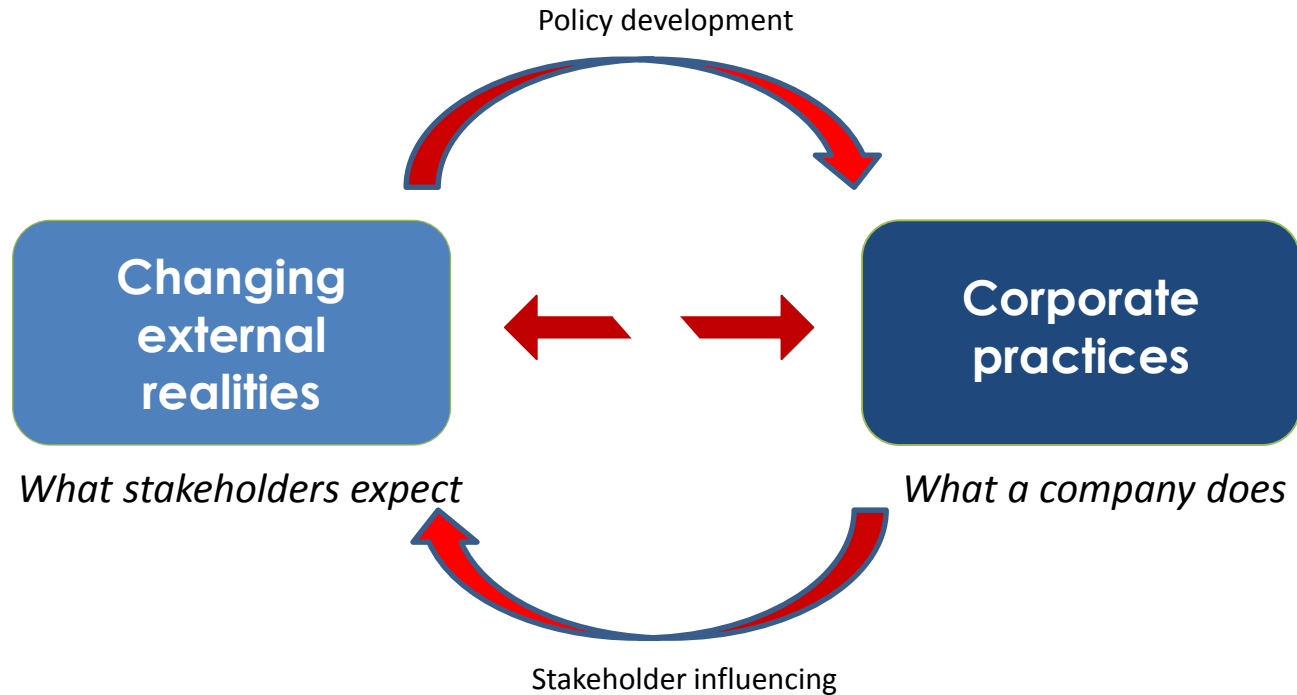 Policy development
Changing
external
realities
Corporate
practices
What stakeholders expect
What a company does
Stakeholder influencing